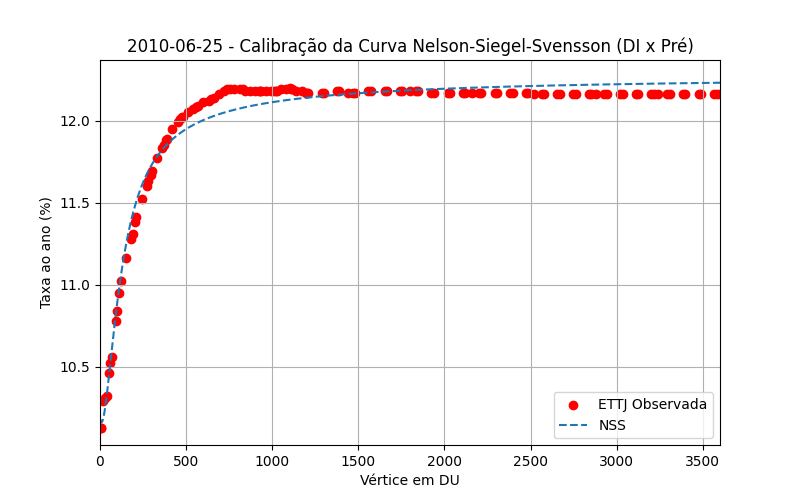 2010-06-25 - Calibração da Curva Nelson-Siegel-Svensson (DI x Pré)
Taxa ao ano (%)
12.0
11.5
11.0
10.5
0 500 1000 1500 2000 2500 3000 3500
Vértice em DU
ETTJ Observada
NSS